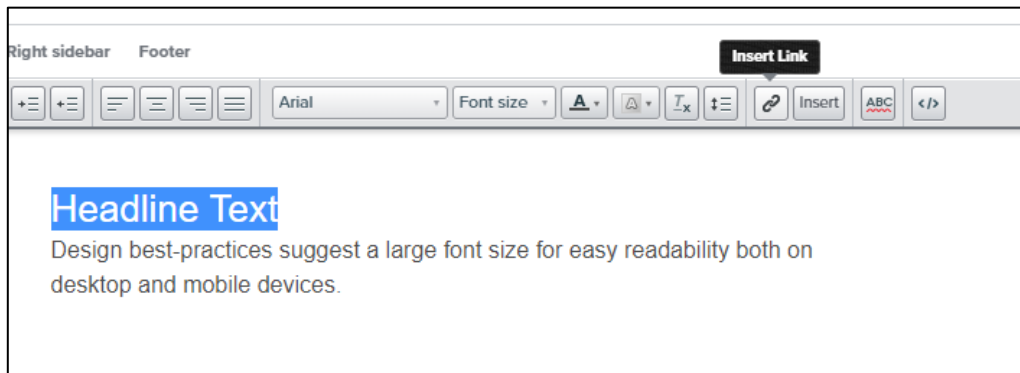 Right sidebar Footer
Insert Link
Arial Font size A A Tx Insert ABC </>
Headline Text
Design best-practices suggest a large font size for easy readability both on
desktop and mobile devices.